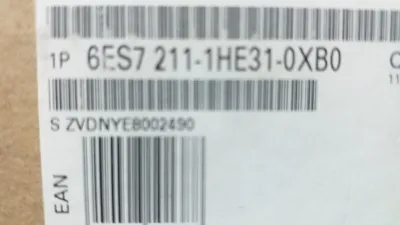 1P 6ES7 211-1HE31-0XB0
S ZVDNYE8002490
EAN